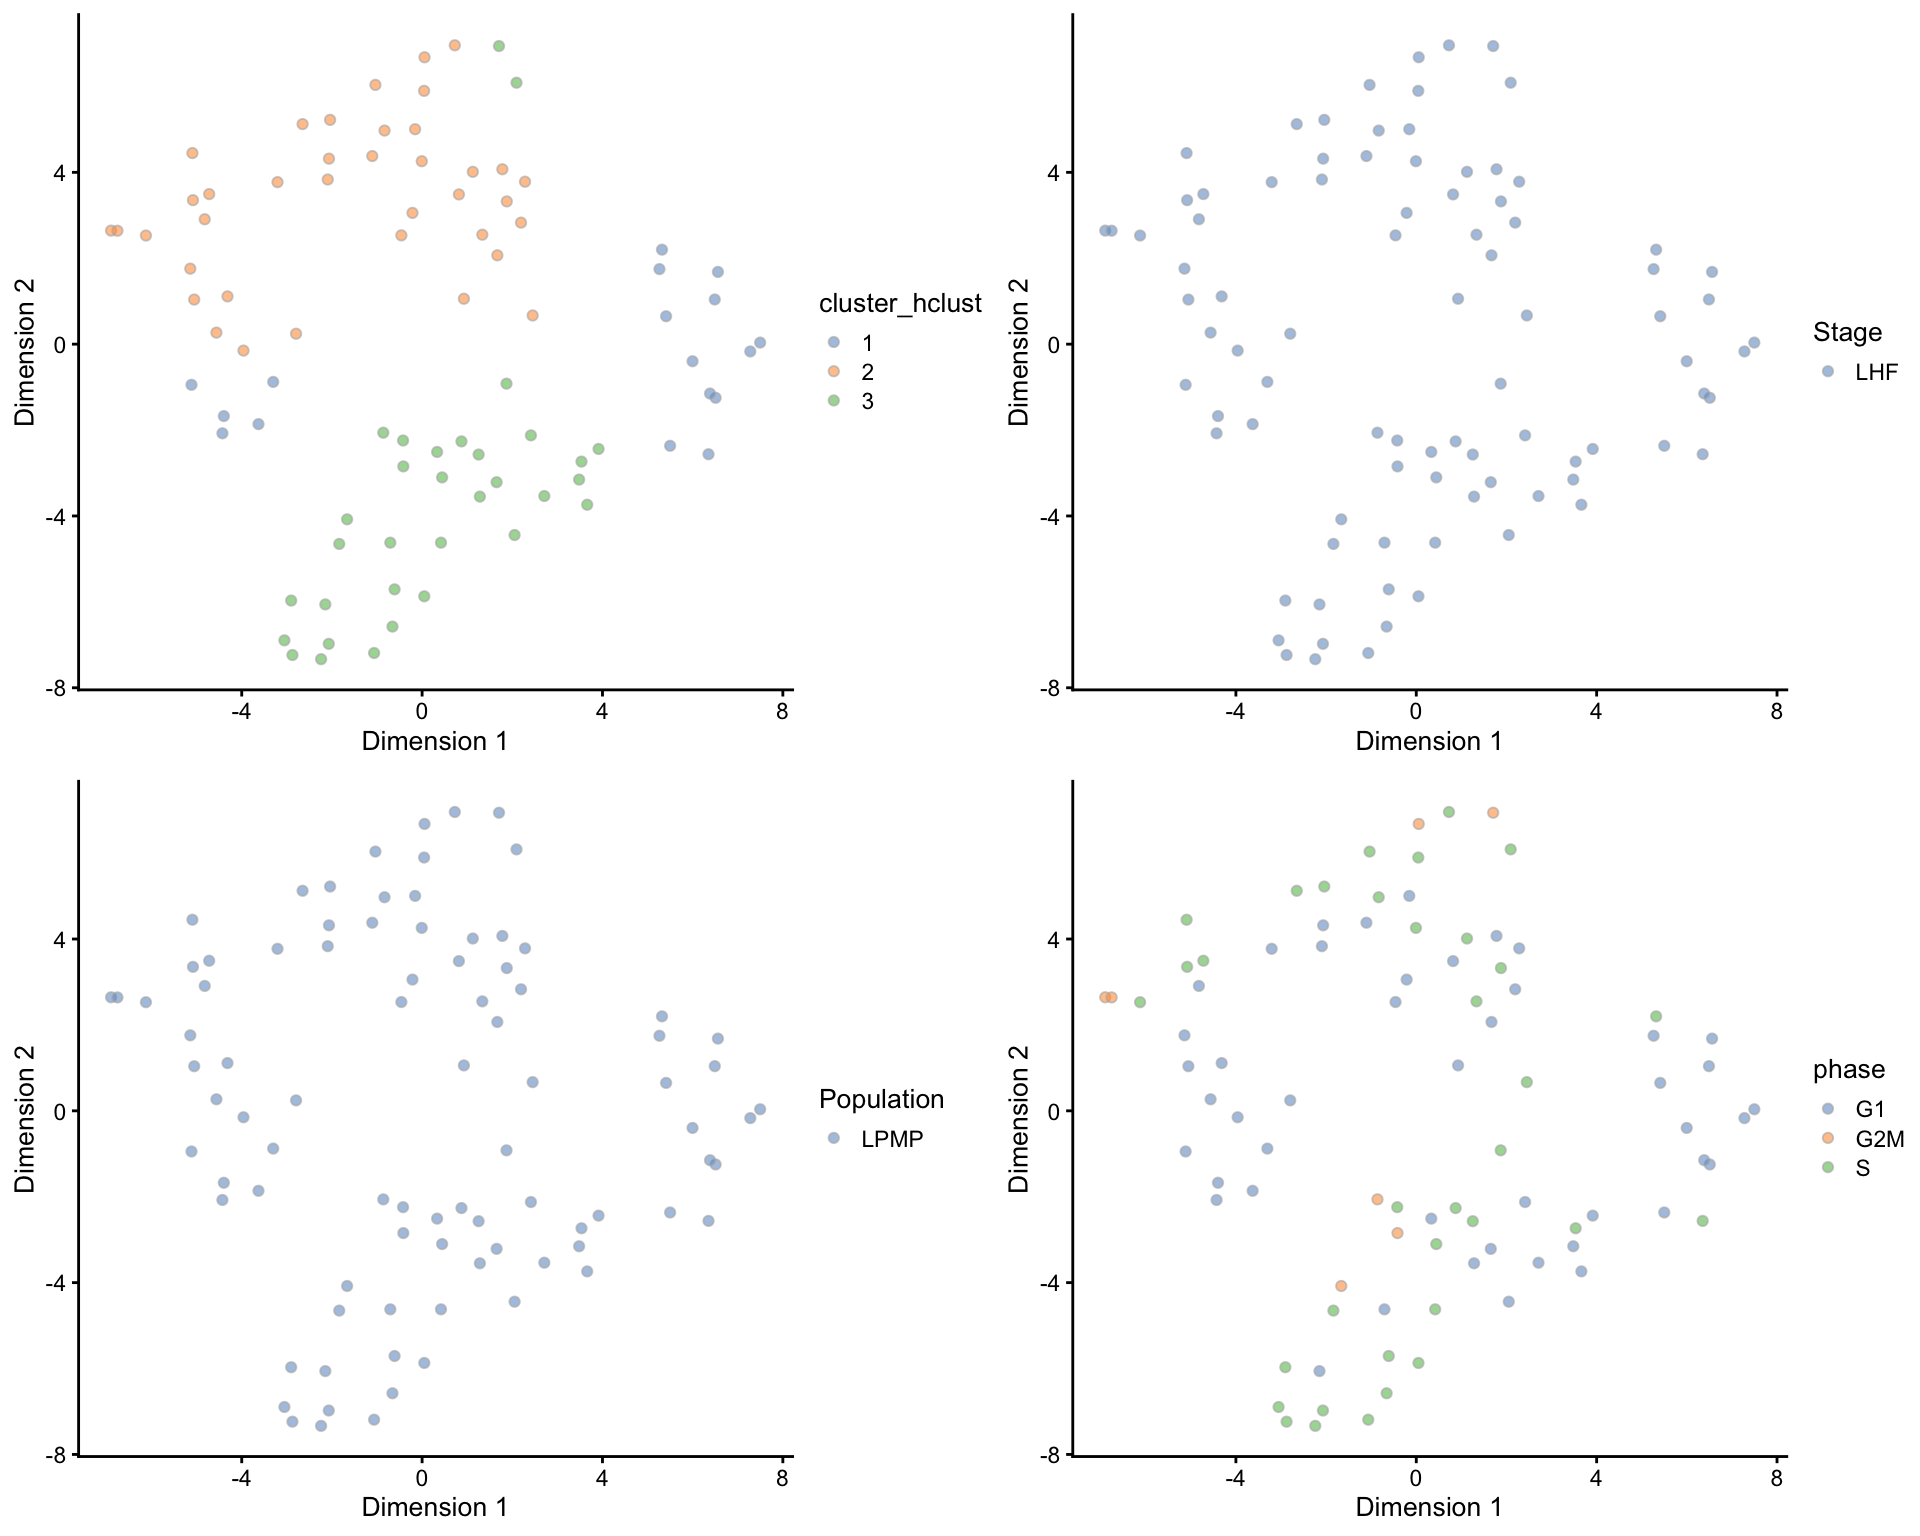 4
0
-4
-8
-4 0 4 8
Dimension 1
Dimension 2
cluster_hclust
1
2
3
4
0
-4
-8
-4 0 4 8
Dimension 1
Dimension 2
Stage
LHF
4
0
-4
-8
-4 0 4 8
Dimension 1
Dimension 2
Population
LPMP
4
0
-4
-8
-4 0 4 8
Dimension 1
Dimension 2
phase
G1
G2M
S